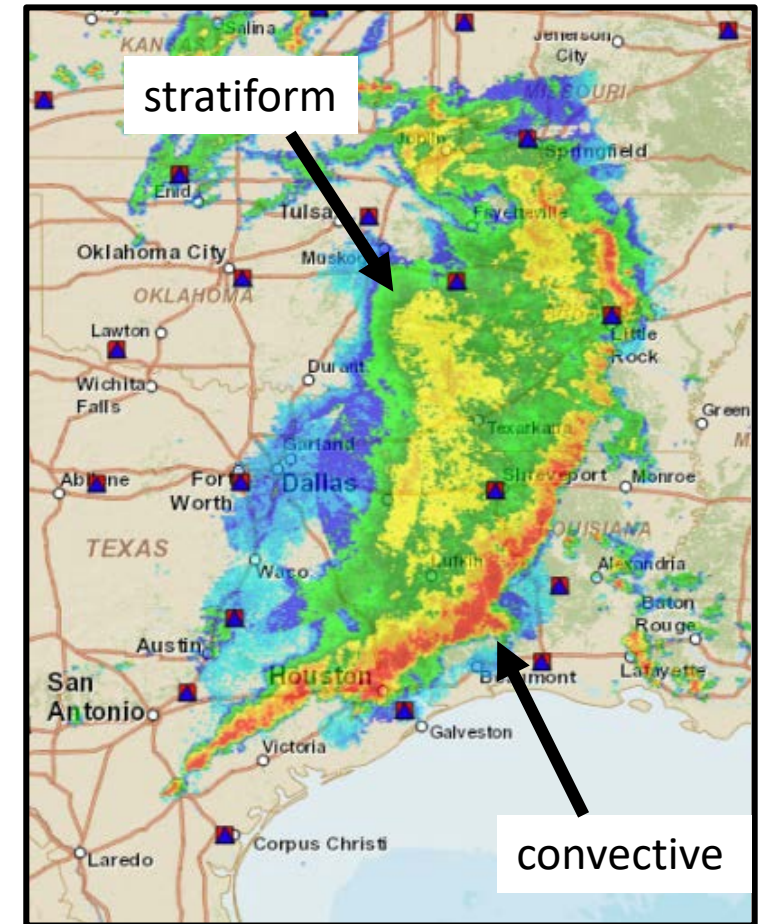 Salina
KANSAS
Jefferson
City
stratiform
MISSOURI
Joplin
Springfield
Enid
Tulsa
Fayetteville
Oklahoma City
Musko
OKLAHOMA
Lawton
Little
Rock
Wichita
Falls
Durant
Texarkana
Green
Garland
Abilene
Fort
Worth
Dallas
Shreveport
Monroe
TEXAS
LOUISIANA
Waco
Lufkin
Alexandria
Baton
Rouge
Austin
Houston
Beaumont
Lafayette
San
Antonio
Galveston
Victoria
Corpus Christi
convective
Laredo